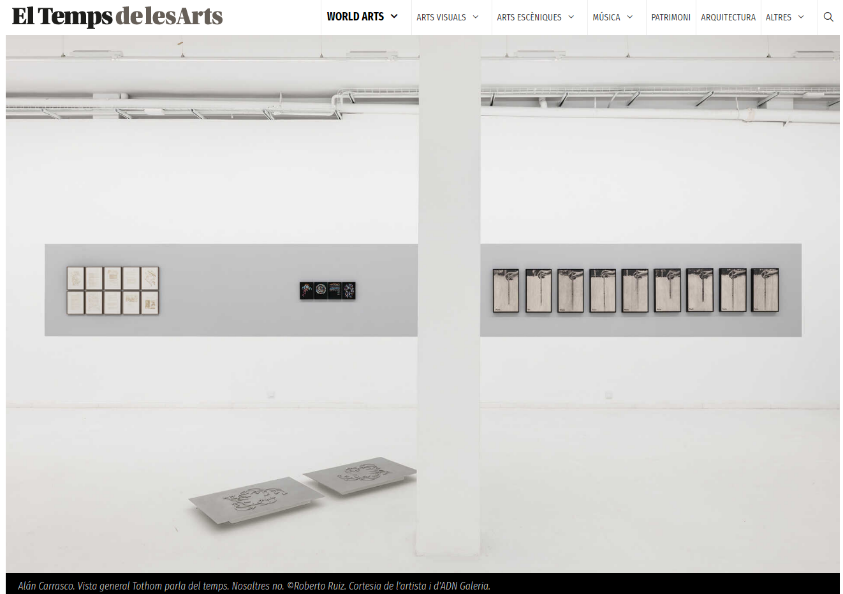 El Temps de les Arts
WORLD ARTS ARTS VISUALS ARTS ESCÈNIQUES MÚSICA PATRIMONI ARQUITECTURA ALTRES
Alán Carrasco. Vista general Tothom parla del temps. Nosaltres no. ©Roberto Ruiz. Cortesia de l'artista i d'ADN Galeria.